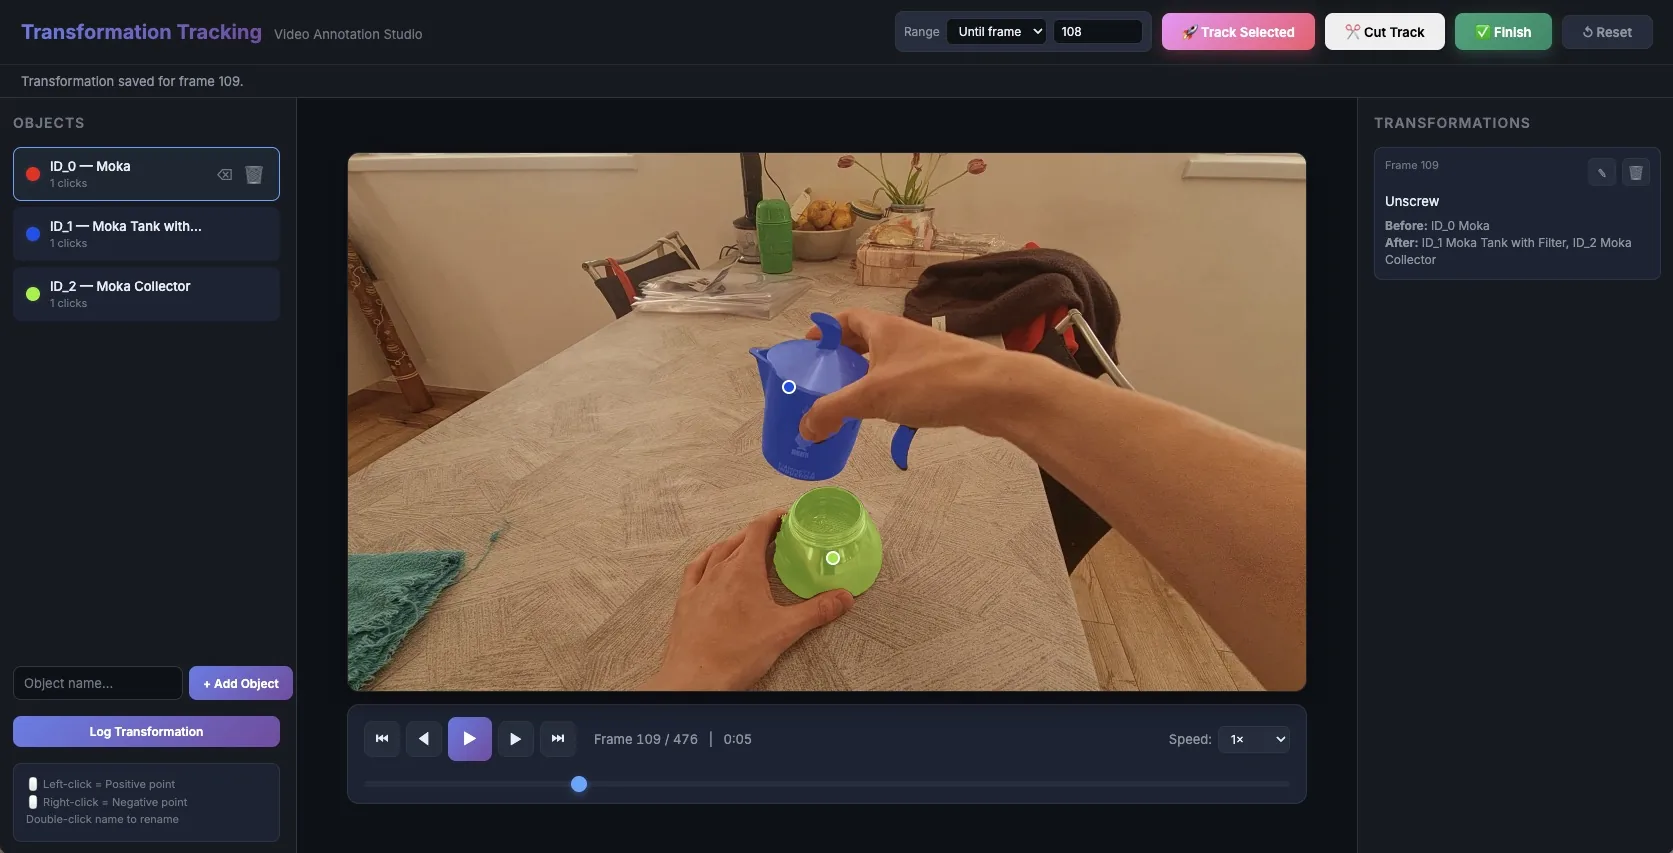 Transformation Tracking Video Annotation Studio
Range Until frame 108
🚀 Track Selected
✂️ Cut Track
✅ Finish
↺ Reset
Transformation saved for frame 109.
OBJECTS
ID_0 — Moka
1 clicks
ID_1 — Moka Tank with...
1 clicks
ID_2 — Moka Collector
1 clicks
Object name...
+ Add Object
Log Transformation
Left-click = Positive point
Right-click = Negative point
Double-click name to rename
Frame 109 / 476 | 0:05
Speed: 1×
TRANSFORMATIONS
Frame 109
Unscrew
Before: ID_0 Moka
After: ID_1 Moka Tank with Filter, ID_2 Moka
Collector